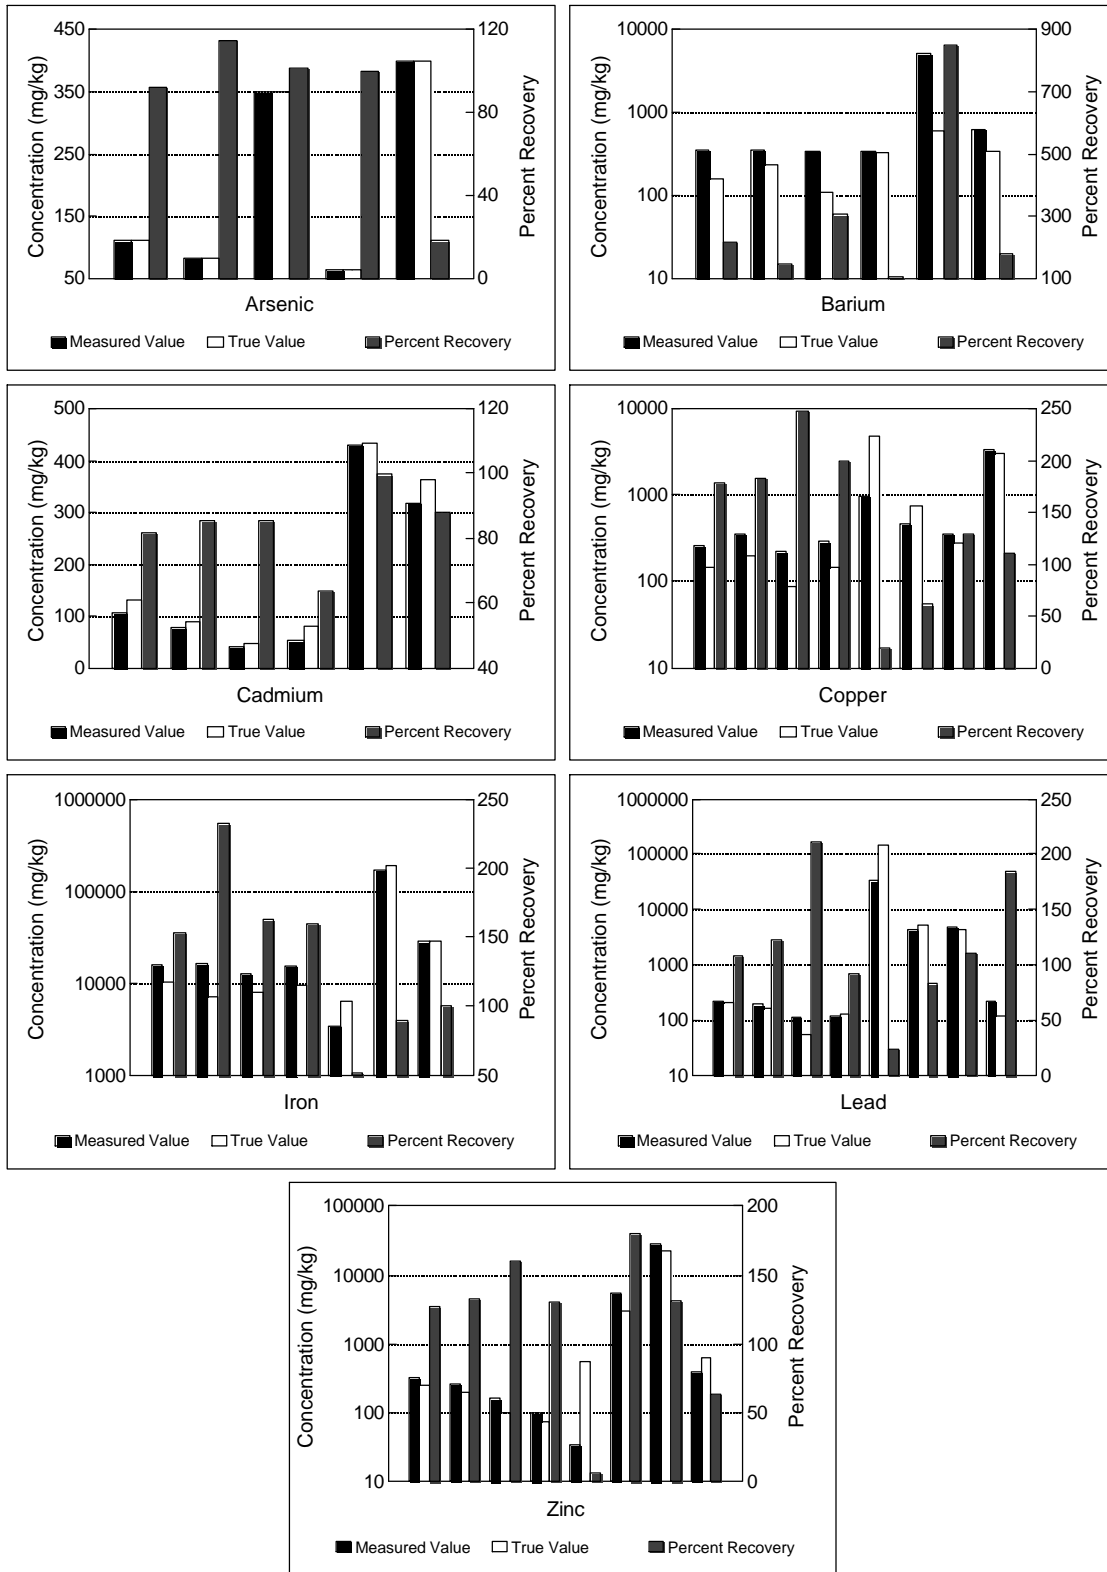 450
350
250
150
50
Concentration (mg/kg)
120
80
40
0
Percent Recovery
Arsenic
Measured Value True Value Percent Recovery
10000
1000
100
10
Concentration (mg/kg)
900
700
500
300
100
Percent Recovery
Barium
Measured Value True Value Percent Recovery
500
400
300
200
100
0
Concentration (mg/kg)
120
100
80
60
40
Percent Recovery
Cadmium
Measured Value True Value Percent Recovery
10000
1000
100
10
Concentration (mg/kg)
250
200
150
100
50
0
Percent Recovery
Copper
Measured Value True Value Percent Recovery
1000000
100000
10000
1000
Concentration (mg/kg)
250
200
150
100
50
Percent Recovery
Iron
Measured Value True Value Percent Recovery
1000000
100000
10000
1000
100
10
Concentration (mg/kg)
250
200
150
100
50
0
Percent Recovery
Lead
Measured Value True Value Percent Recovery
100000
10000
1000
100
10
Concentration (mg/kg)
200
150
100
50
0
Percent Recovery
Zinc
Measured Value True Value Percent Recovery